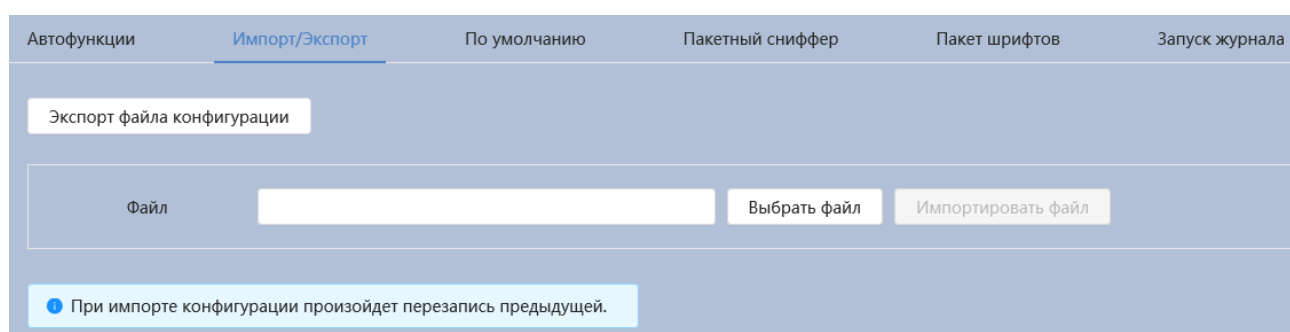 Автофункции Импорт/Экспорт По умолчанию Пакетный сниффер Пакет шрифтов Запуск журнала
Экспорт файла конфигурации
Файл Выбрать файл Импортировать файл
При импорте конфигурации произойдет перезапись предыдущей.